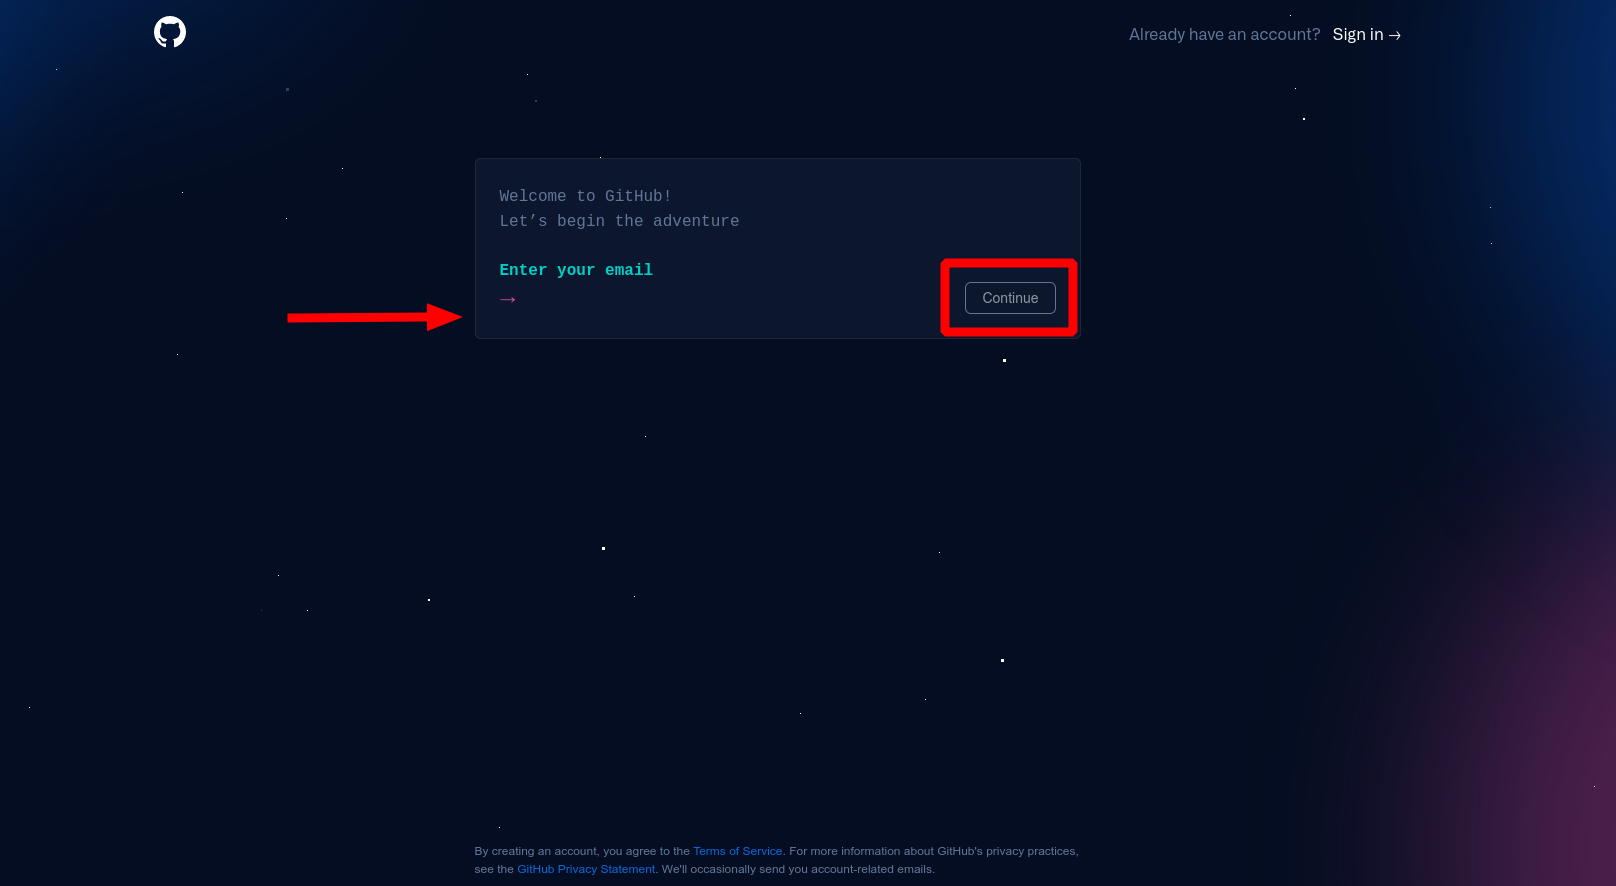 Already have an account? Sign in →
Welcome to GitHub!
Let’s begin the adventure
Enter your email
→
Continue
By creating an account, you agree to the Terms of Service. For more information about GitHub's privacy practices,
see the GitHub Privacy Statement. We'll occasionally send you account-related emails.